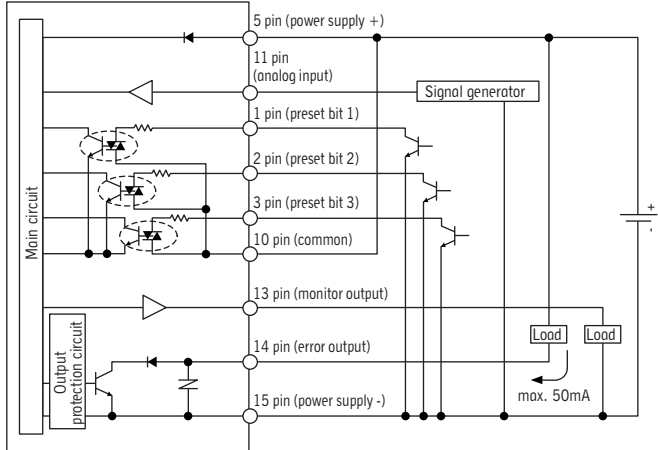 5 pin (power supply +)
11 pin
(analog input)
Signal generator
1 pin (preset bit 1)
2 pin (preset bit 2)
3 pin (preset bit 3)
Main circuit
10 pin (common)
+
-
13 pin (monitor output)
Load
Load
14 pin (error output)
Output
protection circuit
max. 50mA
15 pin (power supply -)